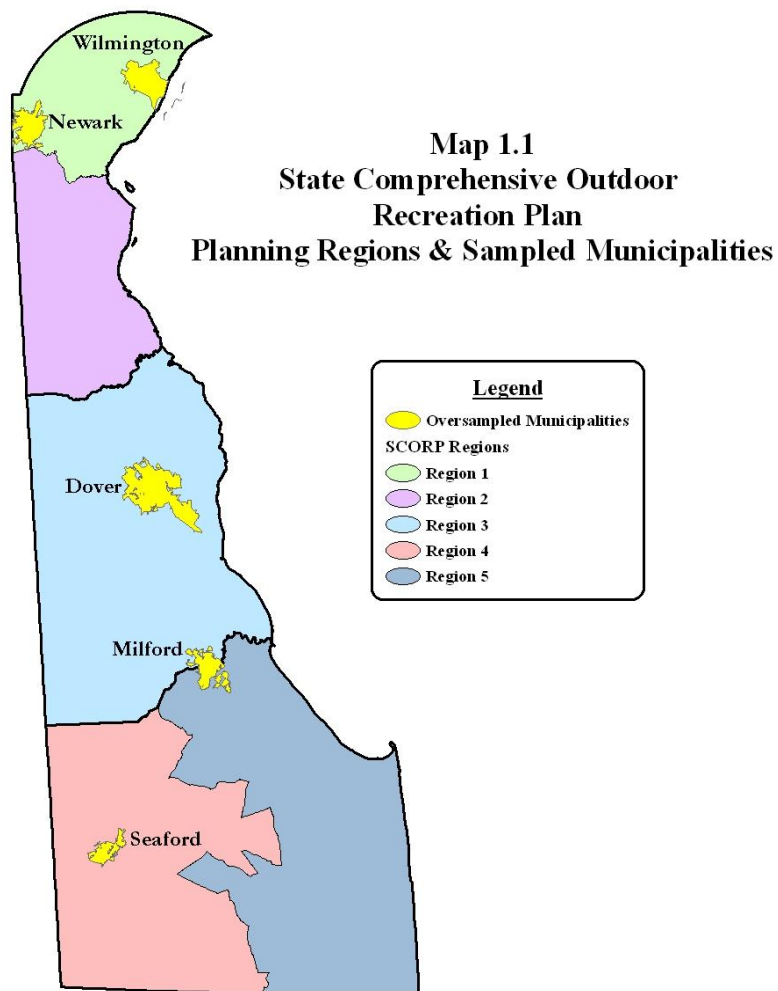 Wilmington
Newark
Map 1.1
State Comprehensive Outdoor
Recreation Plan
Planning Regions & Sampled Municipalities
Legend
Oversampled Municipalities
SCORP Regions
Region 1
Region 2
Region 3
Region 4
Region 5
Dover
Milford
Seaford